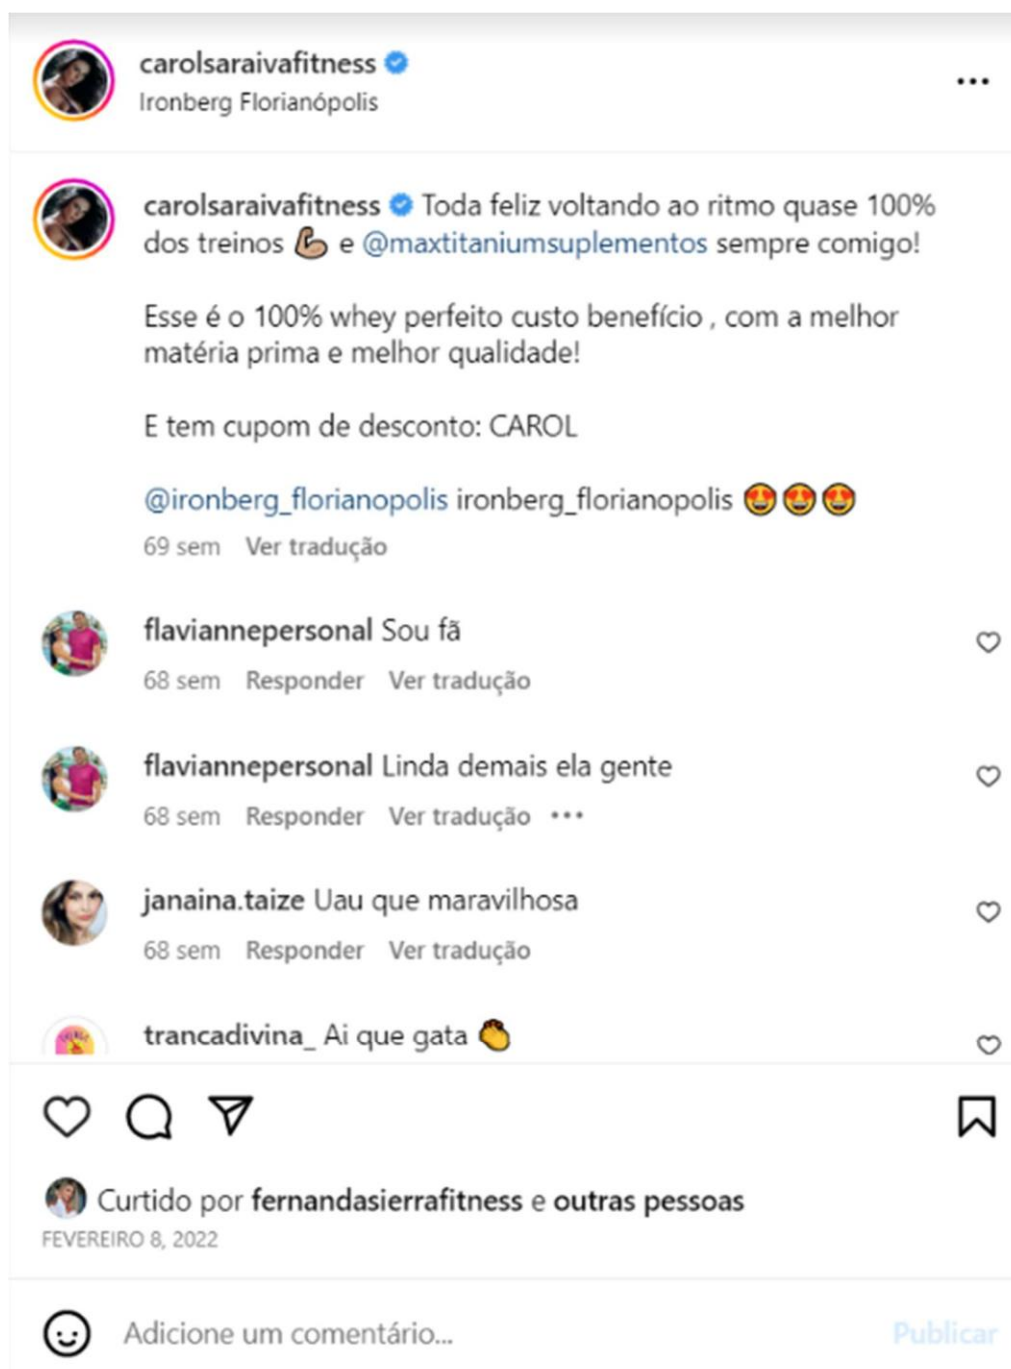 carolsaraivafitness
Ironberg Florianópolis
carolsaraivafitness Toda feliz voltando ao ritmo quase 100%
dos treinos 💪🏽 e @maxtitaniumsuplementos sempre comigo!
Esse é o 100% whey perfeito custo benefício , com a melhor
matéria prima e melhor qualidade!
E tem cupom de desconto: CAROL
@ironberg_florianopolis ironberg_florianopolis 😍😍😍
69 sem Ver tradução
flaviannepersonal Sou fã
68 sem Responder Ver tradução
flaviannepersonal Linda demais ela gente
68 sem Responder Ver tradução •••
janaina.taize Uau que maravilhosa
68 sem Responder Ver tradução
trancadivina_ Ai que gata 👏
Curtido por fernandasierrafitness e outras pessoas
FEVEREIRO 8, 2022
Adicione um comentário...
Publicar